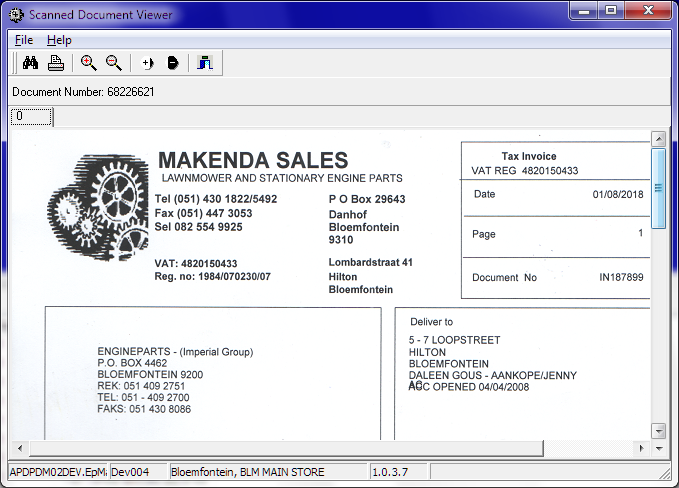 Scanned Document Viewer
File Help
Document Number: 68226621
0
MAKENDA SALES
LAWNMOWER AND STATIONARY ENGINE PARTS
Tel (051) 430 1822/5492
Fax (051) 447 3053
Sel 082 554 9925
P O Box 29643
Danhof
Bloemfontein
9310
VAT: 4820150433
Reg. no: 1984/070230/07
Lombardstraat 41
Hilton
Bloemfontein
Tax Invoice
VAT REG 4820150433
Date 01/08/2018
Page 1
Document No IN187899
ENGINEPARTS - (Imperial Group)
P.O. BOX 4462
BLOEMFONTEIN 9200
REK: 051 409 2751
TEL: 051 - 409 2700
FAKS: 051 430 8086
Deliver to
5 - 7 LOOPSTREET
HILTON
BLOEMFONTEIN
DALEEN GOUS - AANKOPE/JENNY
ACC OPENED 04/04/2008
APDPDM02DEV.EpM Dev004 Bloemfontein, BLM MAIN STORE 1.0.3.7